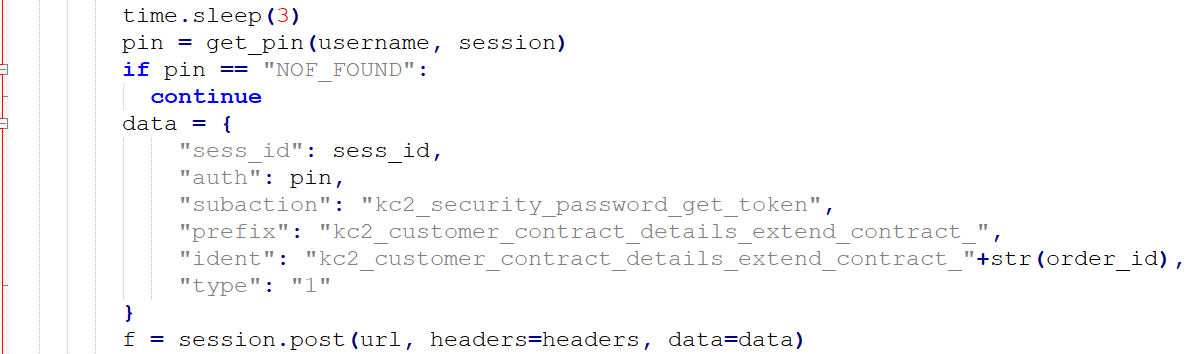 time.sleep(3)
pin = get_pin(username, session)
if pin == "NOF_FOUND":
continue
data = {
"sess_id": sess_id,
"auth": pin,
"subaction": "kc2_security_password_get_token",
"prefix": "kc2_customer_contract_details_extend_contract_",
"ident": "kc2_customer_contract_details_extend_contract_"+str(order_id),
"type": "1"
}
f = session.post(url, headers=headers, data=data)